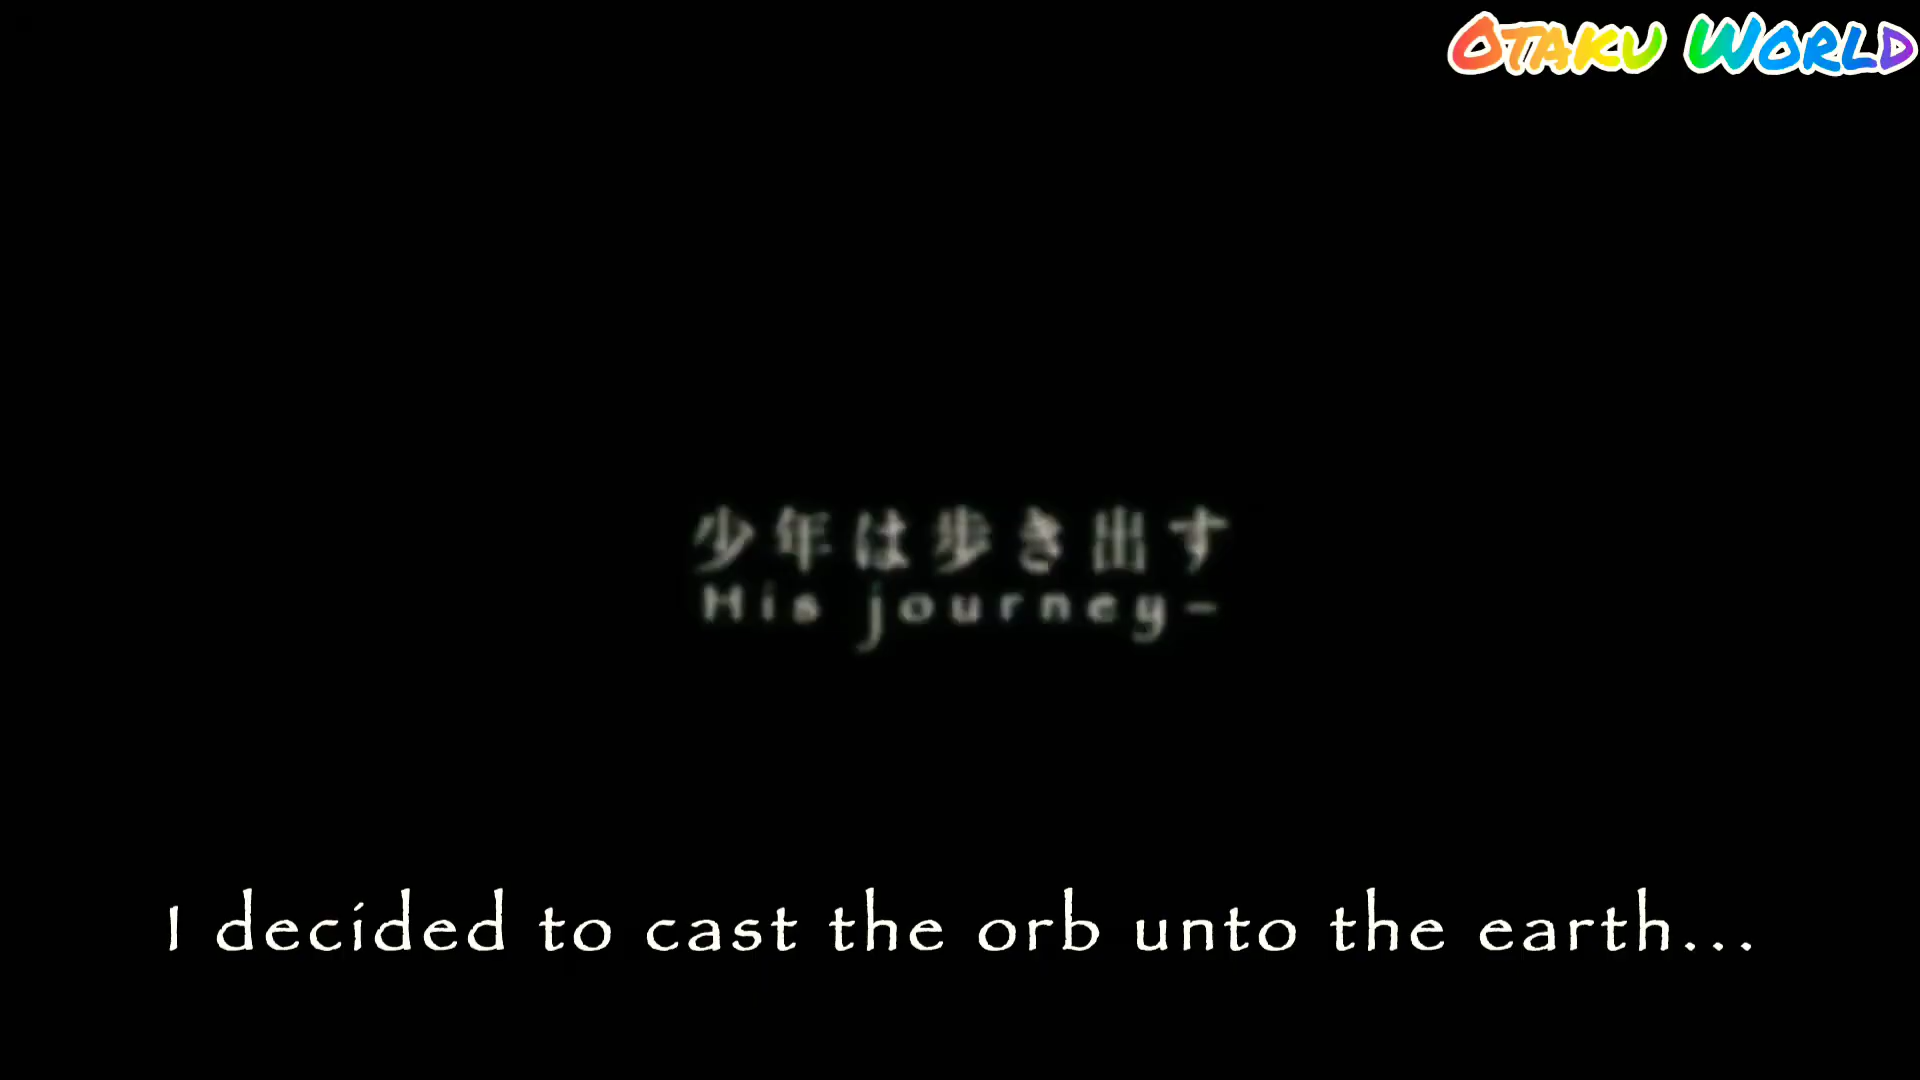 Otaku World
少年は歩き出す
His journey-
I decided to cast the orb unto the earth...